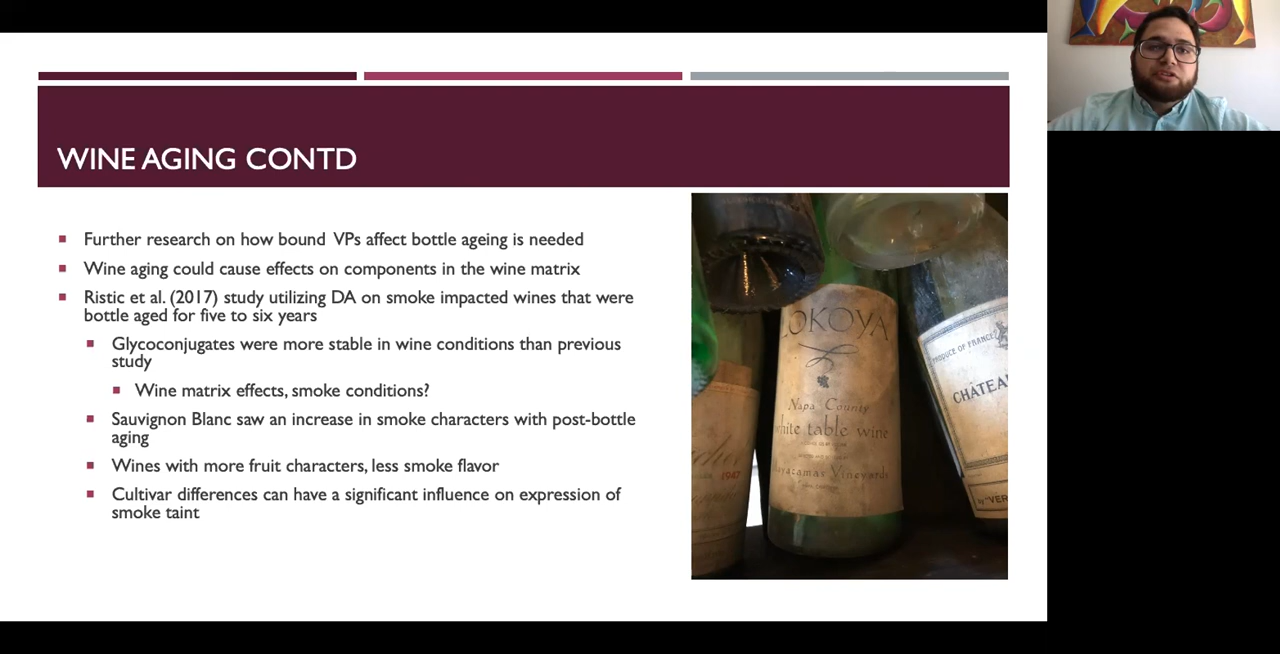 WINE AGING CONTD
Further research on how bound VPs affect bottle ageing is needed
Wine aging could cause effects on components in the wine matrix
Ristic et al. (2017) study utilizing DA on smoke impacted wines that were
bottle aged for five to six years
Glycoconjugates were more stable in wine conditions than previous
study
Wine matrix effects, smoke conditions?
Sauvignon Blanc saw an increase in smoke characters with post-bottle
aging
Wines with more fruit characters, less smoke flavor
Cultivar differences can have a significant influence on expression of
smoke taint
LOKOYA
Napa County
white table wine
Mayacamas Vineyards
1947
PRODUCE OF FRANCE
CHÂTEA
by "VER